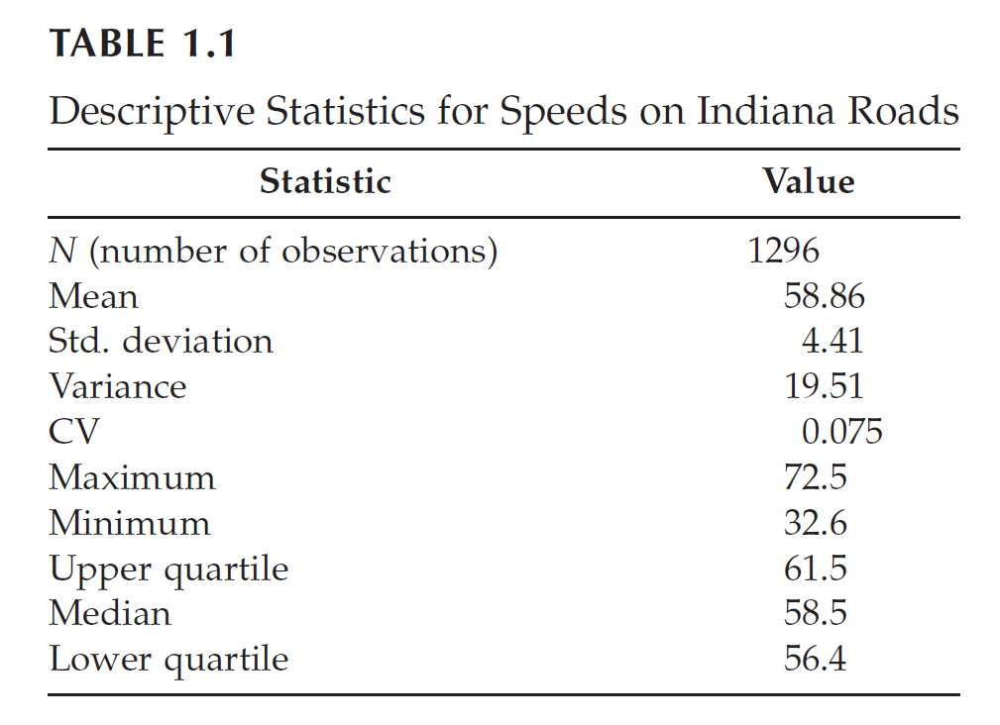 TABLE 1.1
Descriptive Statistics for Speeds on Indiana Roads
Statistic Value
N (number of observations) 1296
Mean 58.86
Std. deviation 4.41
Variance 19.51
CV 0.075
Maximum 72.5
Minimum 32.6
Upper quartile 61.5
Median 58.5
Lower quartile 56.4